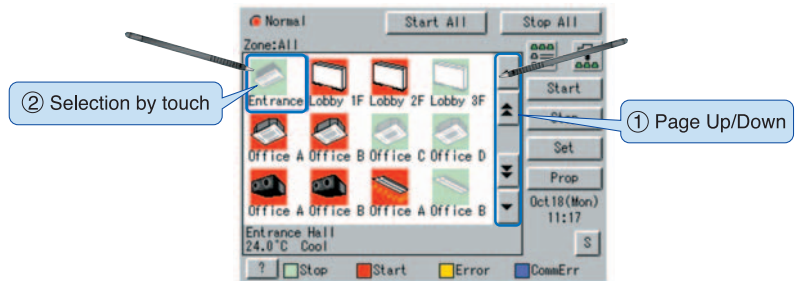 Normal
Start All
Stop All
Zone:All
② Selection by touch
Entrance Lobby 1F Lobby 2F Lobby 3F
Start
① Page Up/Down
Stop
Office A Office B Office C Office D
Set
Prop
Office A Office B Office A Office B
Oct18(Mon)
11:17
Entrance Hall
24.0°C Cool
S
? Stop Start Error CommErr